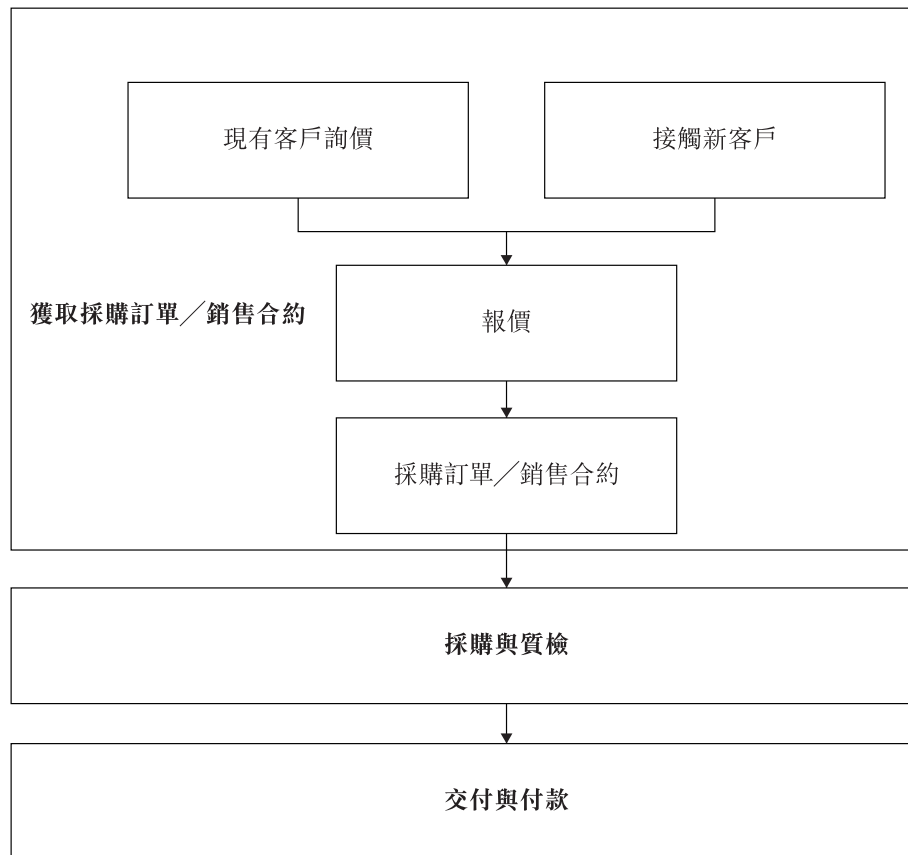 現有客戶詢價
接觸新客戶
獲取採購訂單／銷售合約
報價
採購訂單／銷售合約
採購與質檢
交付與付款